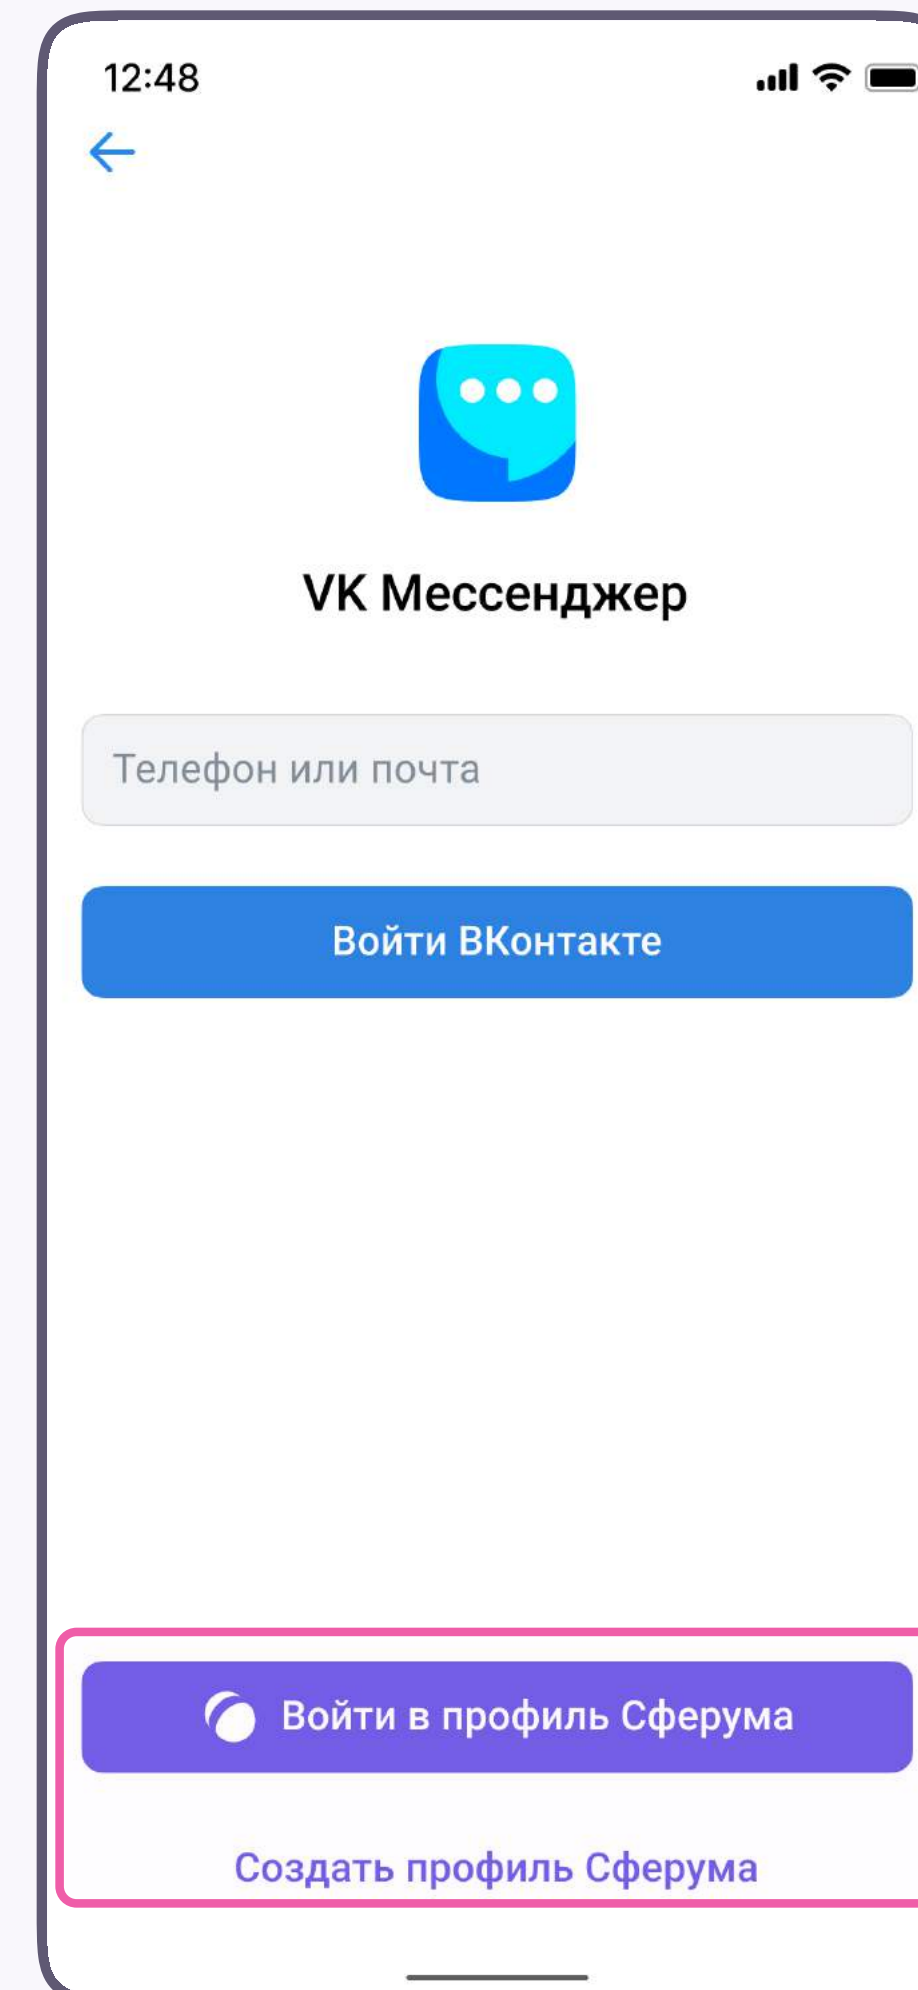 12:48
VK Мессенджер
Телефон или почта
Войти ВКонтакте
Войти в профиль Сферума
Создать профиль Сферума